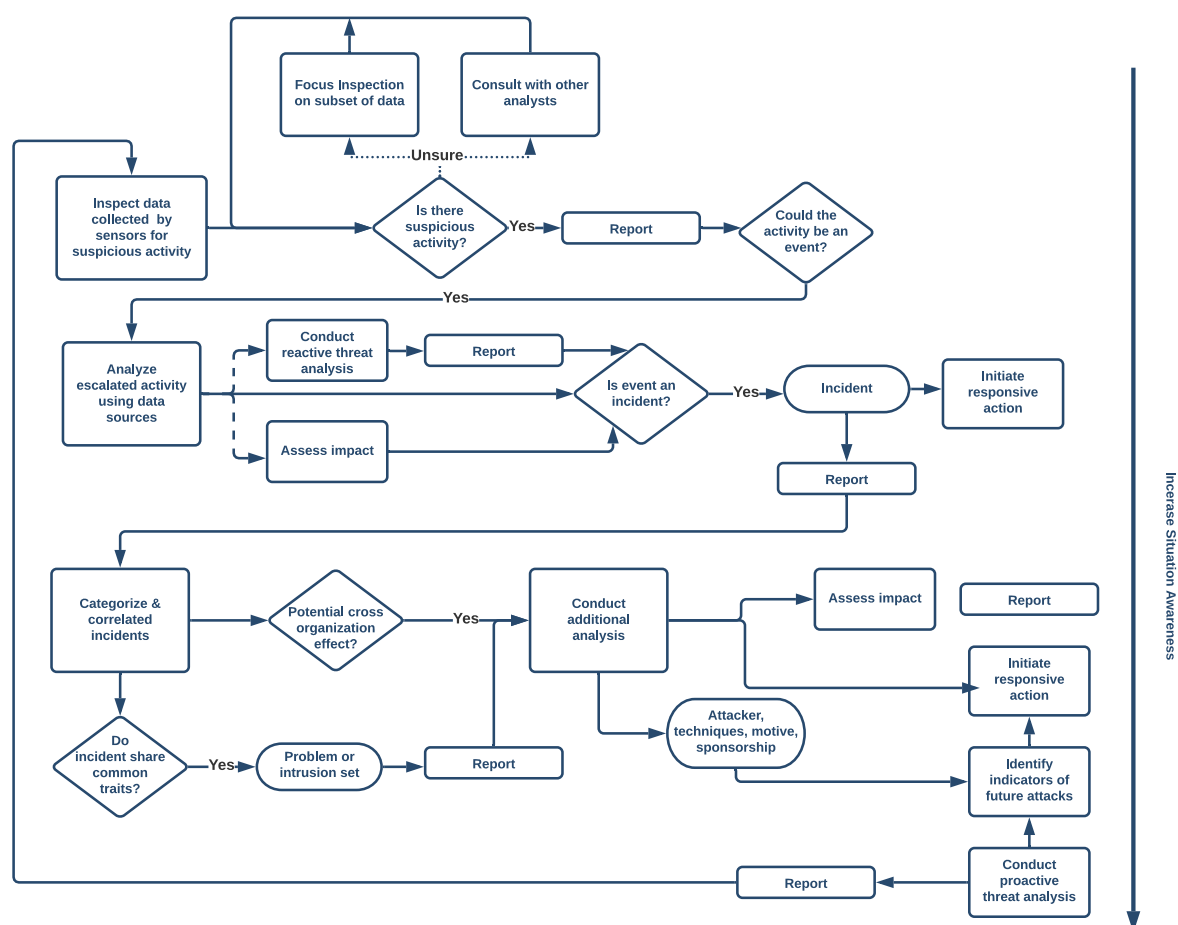 Focus Inspection
on subset of data
Consult with other
analysts
Unsure
Inspect data
collected by
sensors for
suspicious activity
Is there
suspicious
activity?
Yes
Report
Could the
activity be an
event?
Yes
Analyze
escalated activity
using data
sources
Conduct
reactive threat
analysis
Report
Is event an
incident?
Yes
Incident
Initiate
responsive
action
Assess impact
Report
Categorize &
correlated
incidents
Potential cross
organization
effect?
Yes
Conduct
additional
analysis
Assess impact
Report
Initiate
responsive
action
Attacker,
techniques, motive,
sponsorship
Do
incident share
common
traits?
Yes
Problem or
intrusion set
Report
Identify
indicators of
future attacks
Conduct
proactive
threat analysis
Report
Incerase Situation Awareness